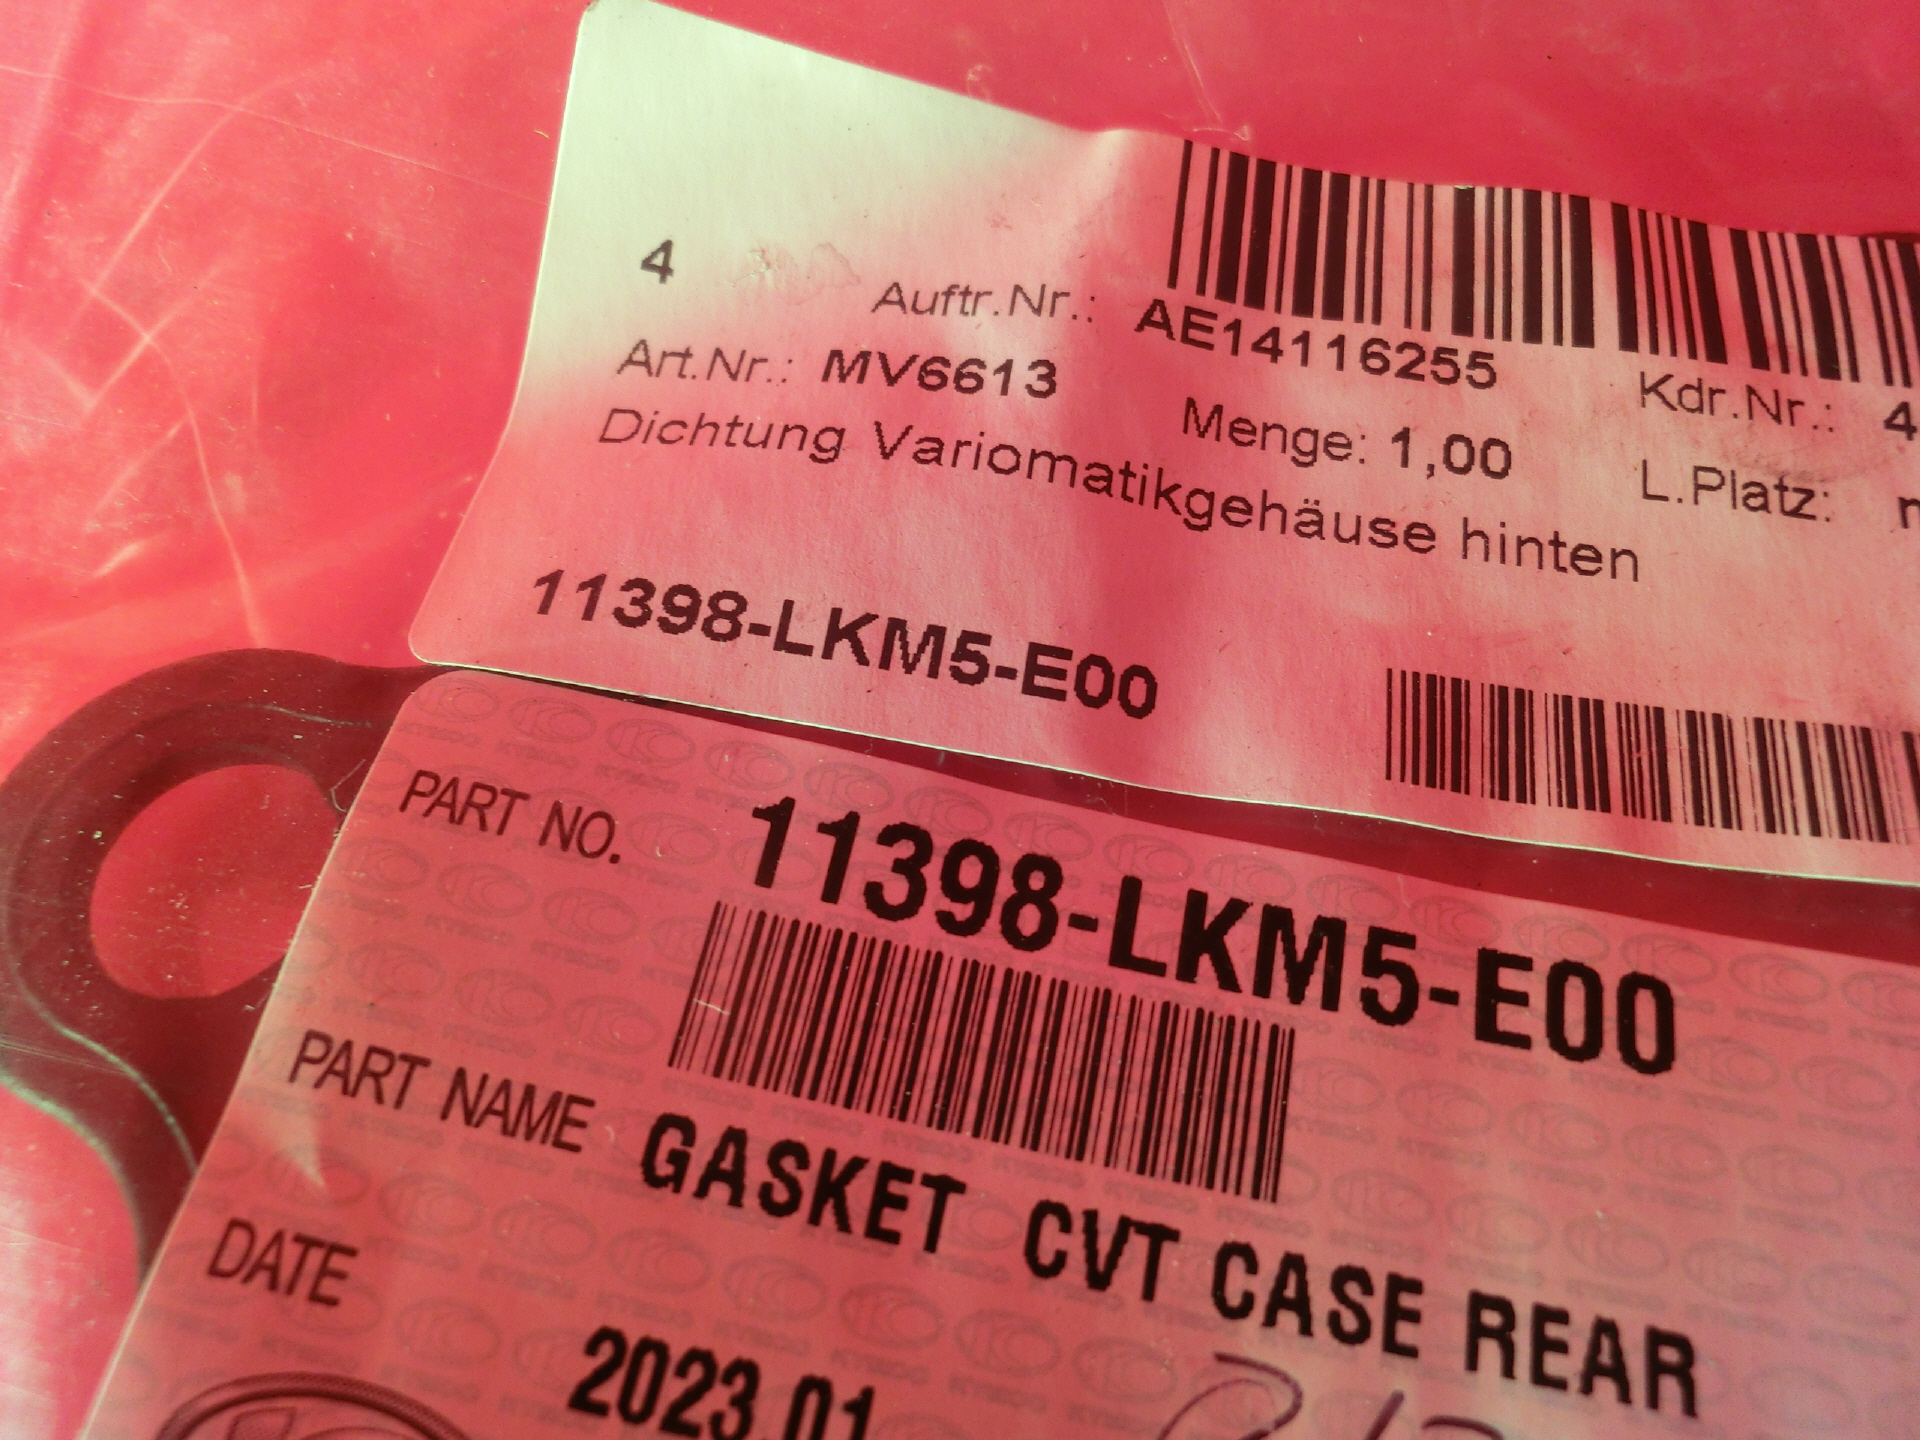 4
Auftr.Nr.: AE14116255 Kdr.Nr.: 4
Art.Nr.: MV6613 Menge: 1,00 L.Platz:
Dichtung Variomatikgehäuse hinten
11398-LKM5-E00
PART NO. 11398-LKM5-E00
PART NAME GASKET CVT CASE REAR
DATE 2023.01